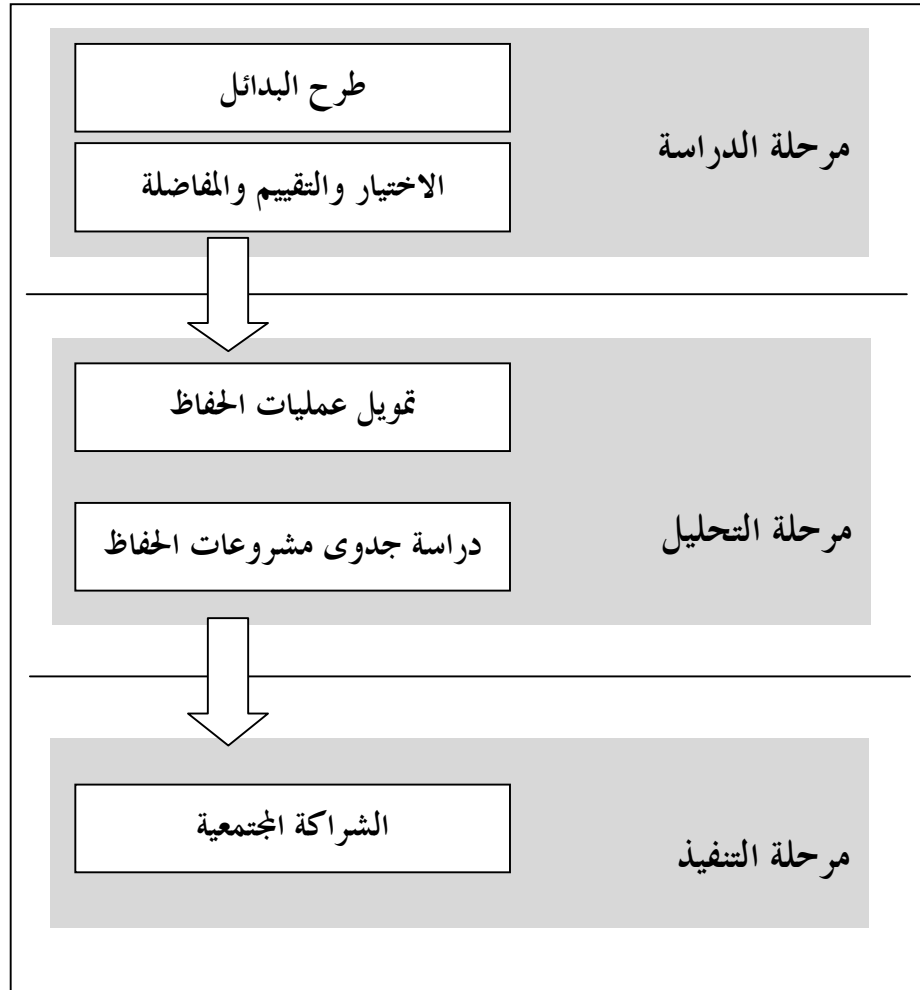 طرح البدائل
مرحلة الدراسة
الاختيار والتقييم والمفاضلة
تمويل عمليات الحفاظ
مرحلة التحليل
دراسة جدوى مشروعات الحفاظ
الشراكة المجتمعية
مرحلة التنفيذ